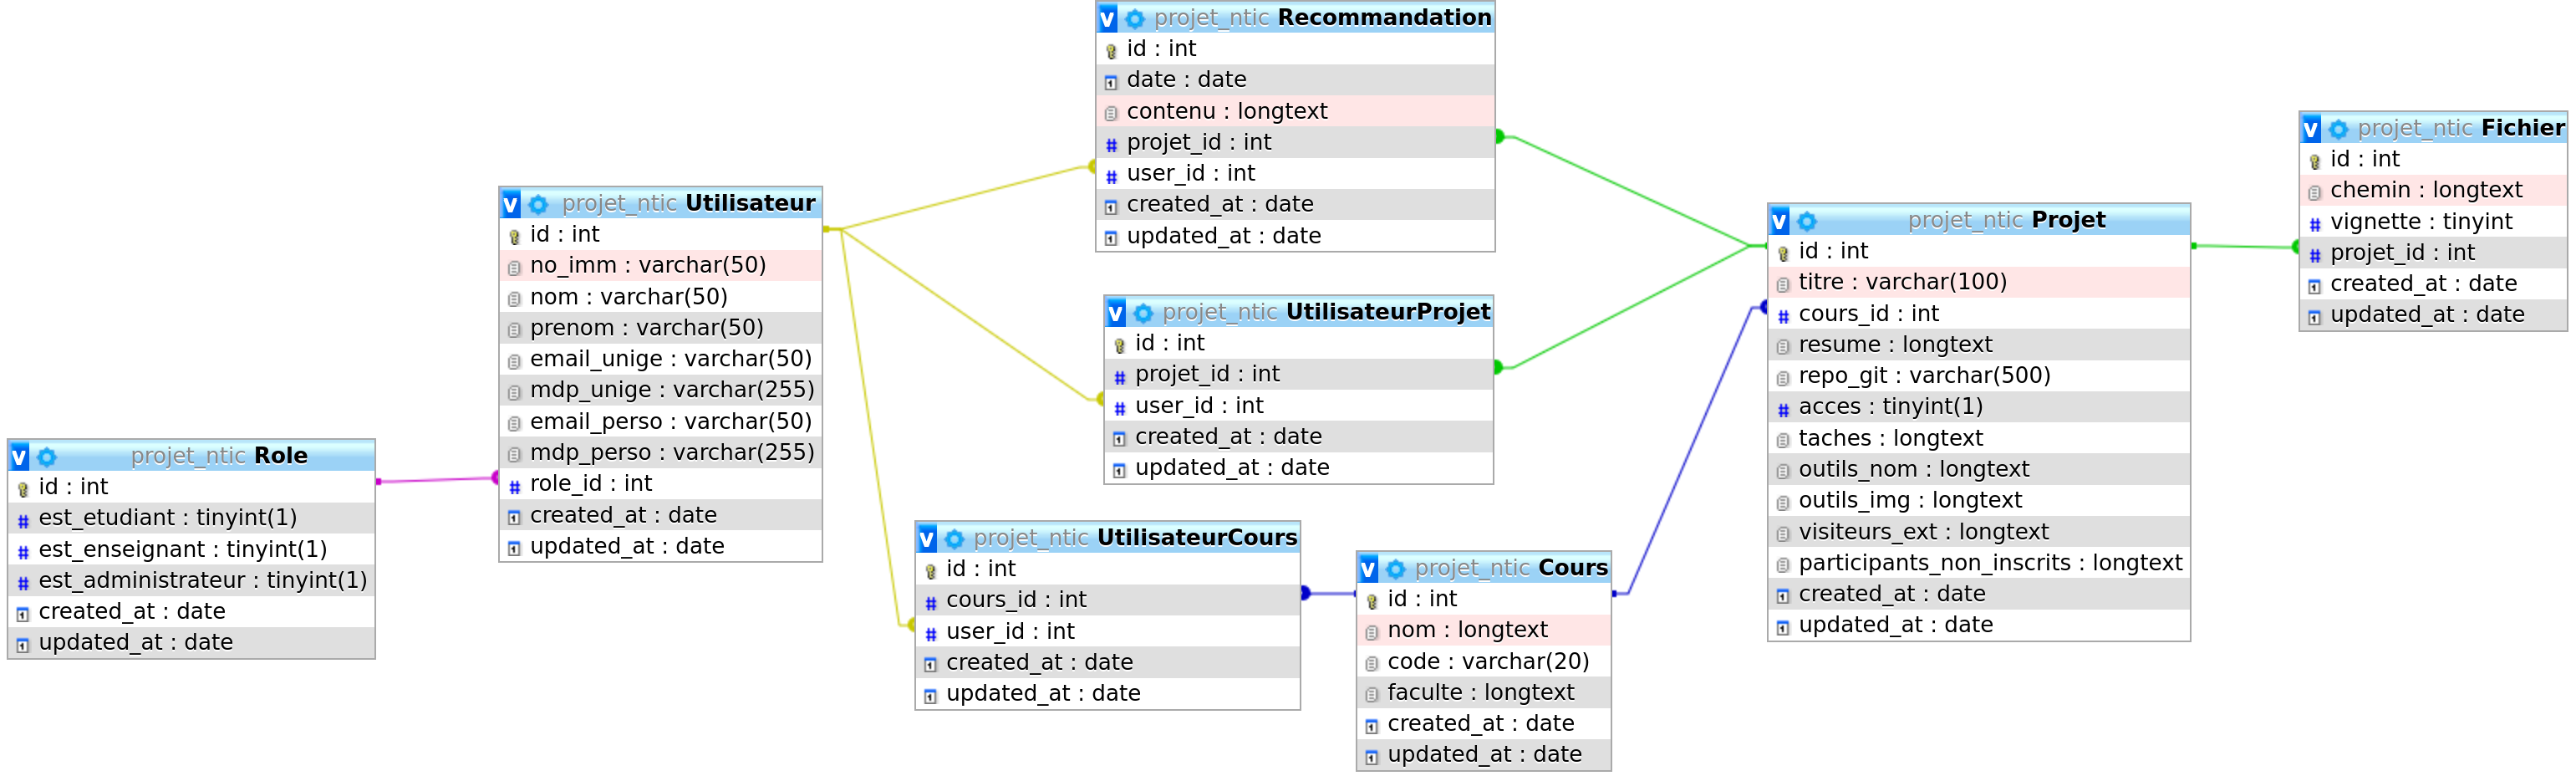 projet_ntic Recommandation
id : int
date : date
contenu : longtext
projet_id : int
user_id : int
created_at : date
updated_at : date
projet_ntic Fichier
id : int
chemin : longtext
vignette : tinyint
projet_id : int
created_at : date
updated_at : date
projet_ntic Utilisateur
id : int
no_imm : varchar(50)
nom : varchar(50)
prenom : varchar(50)
email_unige : varchar(50)
mdp_unige : varchar(255)
email_perso : varchar(50)
mdp_perso : varchar(255)
role_id : int
created_at : date
updated_at : date
projet_ntic Projet
id : int
titre : varchar(100)
cours_id : int
resume : longtext
repo_git : varchar(500)
acces : tinyint(1)
taches : longtext
outils_nom : longtext
outils_img : longtext
visiteurs_ext : longtext
participants_non_inscrits : longtext
created_at : date
updated_at : date
projet_ntic UtilisateurProjet
id : int
projet_id : int
user_id : int
created_at : date
updated_at : date
projet_ntic Role
id : int
est_etudiant : tinyint(1)
est_enseignant : tinyint(1)
est_administrateur : tinyint(1)
created_at : date
updated_at : date
projet_ntic UtilisateurCours
id : int
cours_id : int
user_id : int
created_at : date
updated_at : date
projet_ntic Cours
id : int
nom : longtext
code : varchar(20)
faculte : longtext
created_at : date
updated_at : date